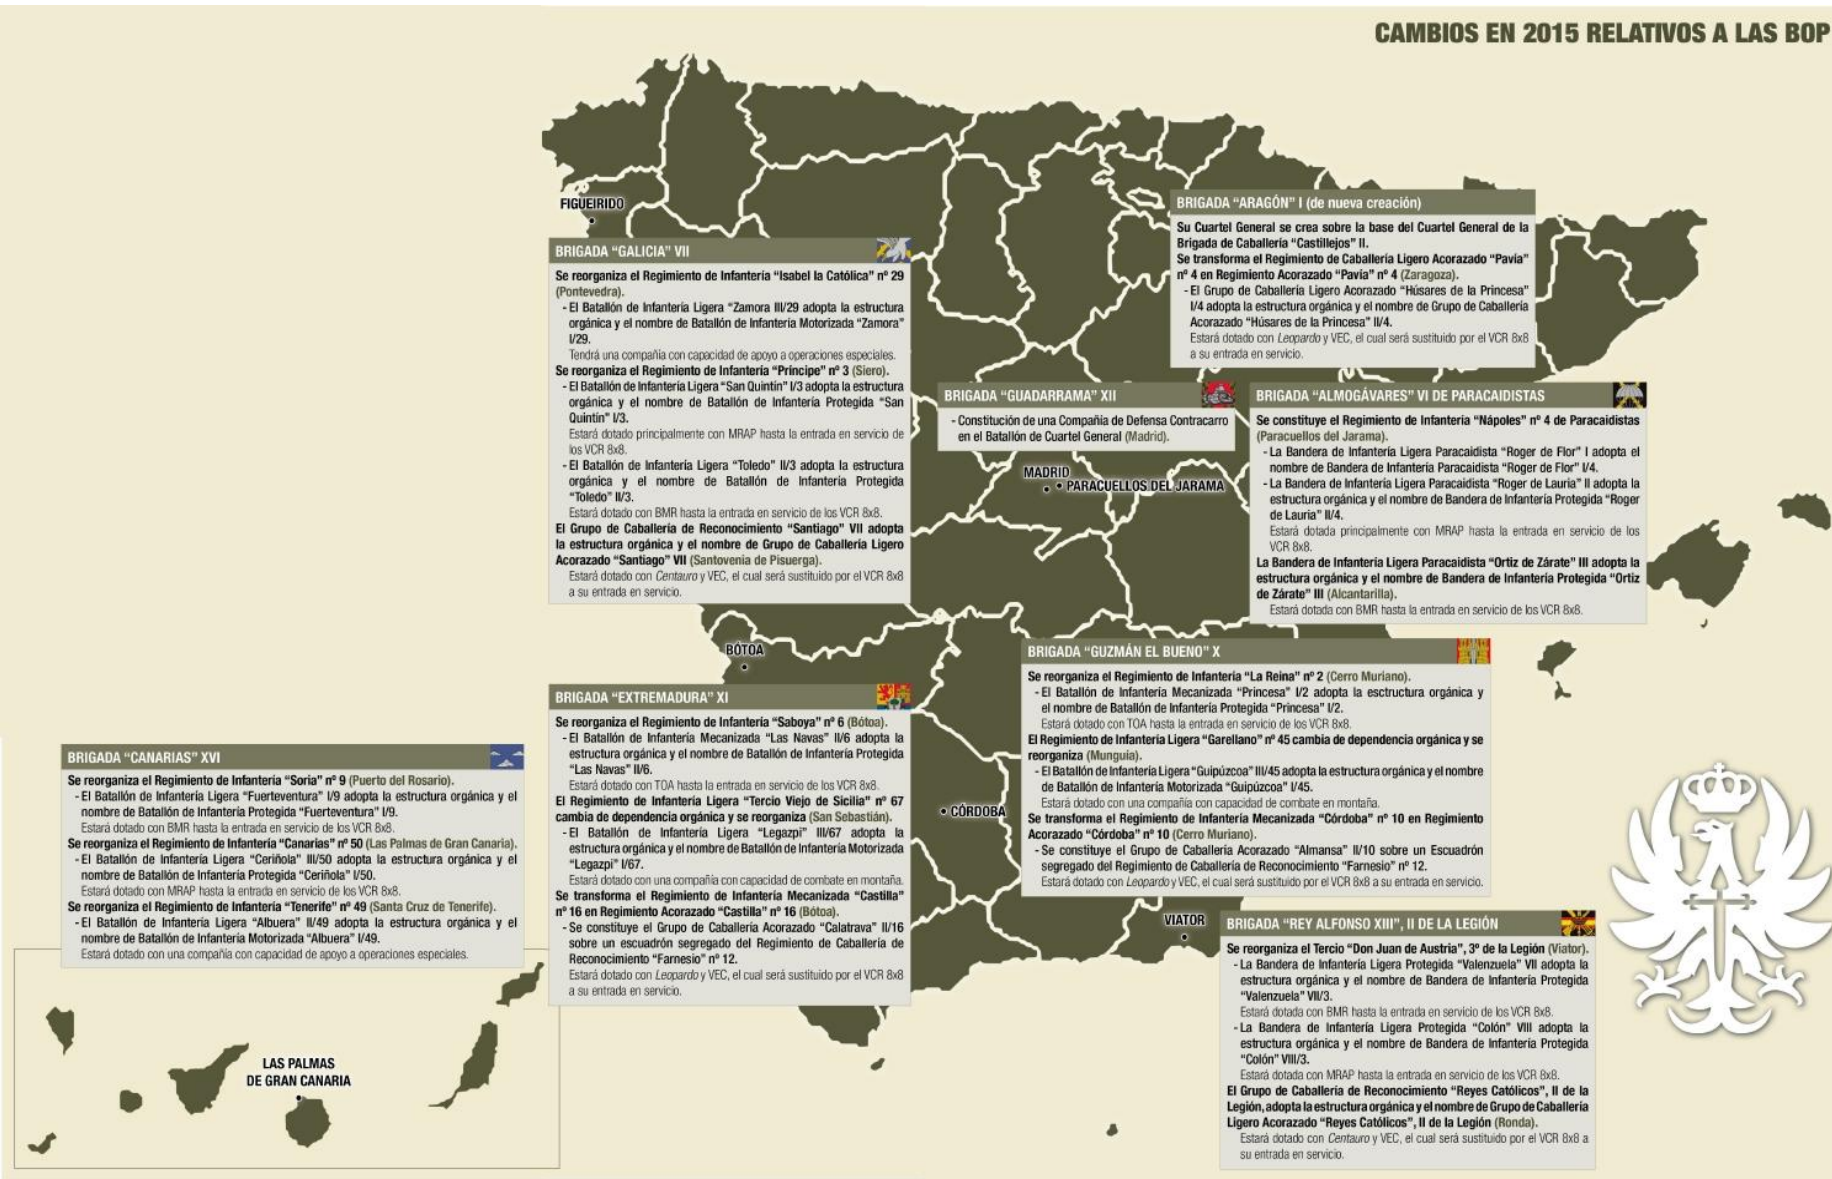 CAMBIOS EN 2015 RELATIVOS A LAS BOP
FIGUEIRIDO
BRIGADA “GALICIA” VII
Se reorganiza el Regimiento de Infantería “Isabel la Católica” nº 29
(Pontevedra).
- El Batallón de Infantería Ligera “Zamora III/29 adopta la estructura
orgánica y el nombre de Batallón de Infantería Motorizada “Zamora”
I/29.
Tendrá una compañía con capacidad de apoyo a operaciones especiales.
Se reorganiza el Regimiento de Infantería “Príncipe” nº 3 (Siero).
- El Batallón de Infantería Ligera “San Quintín” I/3 adopta la estructura
orgánica y el nombre de Batallón de Infantería Protegida “San
Quintín” I/3.
Estará dotado principalmente con MRAP hasta la entrada en servicio de
los VCR 8x8.
- El Batallón de Infantería Ligera “Toledo” II/3 adopta la estructura
orgánica y el nombre de Batallón de Infantería Protegida
“Toledo” II/3.
Estará dotado con BMR hasta la entrada en servicio de los VCR 8x8.
El Grupo de Caballería de Reconocimiento “Santiago” VII adopta
la estructura orgánica y el nombre de Grupo de Caballería Ligero
Acorazado “Santiago” VII (Santovenia de Pisuerga).
Estará dotado con Centauro y VEC, el cual será sustituido por el VCR 8x8
a su entrada en servicio.
BRIGADA “ARAGÓN” I (de nueva creación)
Su Cuartel General se crea sobre la base del Cuartel General de la
Brigada de Caballería “Castillejos” II.
Se transforma el Regimiento de Caballería Ligero Acorazado “Pavía”
nº 4 en Regimiento Acorazado “Pavía” nº 4 (Zaragoza).
- El Grupo de Caballería Ligero Acorazado “Húsares de la Princesa”
I/4 adopta la estructura orgánica y el nombre de Grupo de Caballería
Acorazado “Húsares de la Princesa” II/4.
Estará dotado con Leopardo y VEC, el cual será sustituido por el VCR 8x8
a su entrada en servicio.
BRIGADA “GUADARRAMA” XII
- Constitución de una Compañía de Defensa Contracarro
en el Batallón de Cuartel General (Madrid).
MADRID
PARACUELLOS DEL JARAMA
BRIGADA “ALMOGÁVARES” VI DE PARACAIDISTAS
Se constituye el Regimiento de Infantería “Nápoles” nº 4 de Paracaidistas
(Paracuellos del Jarama).
- La Bandera de Infantería Ligera Paracaidista “Roger de Flor” I adopta el
nombre de Bandera de Infantería Paracaidista “Roger de Flor” I/4.
- La Bandera de Infantería Ligera Paracaidista “Roger de Lauria” II adopta la
estructura orgánica y el nombre de Bandera de Infantería Protegida “Roger
de Lauria” II/4.
Estará dotada principalmente con MRAP hasta la entrada en servicio de los
VCR 8x8.
La Bandera de Infantería Ligera Paracaidista “Ortiz de Zárate” III adopta la
estructura orgánica y el nombre de Bandera de Infantería Protegida “Ortiz
de Zárate” III (Alcantarilla).
Estará dotada con BMR hasta la entrada en servicio de los VCR 8x8.
BÓTOA
BRIGADA “EXTREMADURA” XI
Se reorganiza el Regimiento de Infantería “Saboya” nº 6 (Bótoa).
- El Batallón de Infantería Mecanizada “Las Navas” II/6 adopta la
estructura orgánica y el nombre de Batallón de Infantería Protegida
“Las Navas” II/6.
Estará dotado con TOA hasta la entrada en servicio de los VCR 8x8.
El Regimiento de Infantería Ligera “Tercio Viejo de Sicilia” nº 67
cambia de dependencia orgánica y se reorganiza (San Sebastián).
- El Batallón de Infantería Ligera “Legazpi” III/67 adopta la
estructura orgánica y el nombre de Batallón de Infantería Motorizada
“Legazpi” I/67.
Estará dotado con una compañía con capacidad de combate en montaña.
Se transforma el Regimiento de Infantería Mecanizada “Castilla”
nº 16 en Regimiento Acorazado “Castilla” nº 16 (Bótoa).
- Se constituye el Grupo de Caballería Acorazado “Calatrava” II/16
sobre un escuadrón segregado del Regimiento de Caballería de
Reconocimiento “Farnesio” nº 12.
Estará dotado con Leopardo y VEC, el cual será sustituido por el VCR 8x8
a su entrada en servicio.
BRIGADA “GUZMÁN EL BUENO” X
Se reorganiza el Regimiento de Infantería “La Reina” nº 2 (Cerro Muriano).
- El Batallón de Infantería Mecanizada “Princesa” I/2 adopta la esctructura orgánica y
el nombre de Batallón de Infantería Protegida “Princesa” I/2.
Estará dotado con TOA hasta la entrada en servicio de los VCR 8x8.
El Regimiento de Infantería Ligera “Garellano” nº 45 cambia de dependencia orgánica y se
reorganiza (Munguía).
- El Batallón de Infantería Ligera “Guipúzcoa” III/45 adopta la estructura orgánica y el nombre
de Batallón de Infantería Motorizada “Guipúzcoa” I/45.
Estará dotado con una compañía con capacidad de combate en montaña.
Se transforma el Regimiento de Infantería Mecanizada “Córdoba” nº 10 en Regimiento
Acorazado “Córdoba” nº 10 (Cerro Muriano).
- Se constituye el Grupo de Caballería Acorazado “Almansa” II/10 sobre un Escuadrón
segregado del Regimiento de Caballería de Reconocimiento “Farnesio” nº 12.
Estará dotado con Leopardo y VEC, el cual será sustituido por el VCR 8x8 a su entrada en servicio.
CÓRDOBA
BRIGADA “CANARIAS” XVI
Se reorganiza el Regimiento de Infantería “Soria” nº 9 (Puerto del Rosario).
- El Batallón de Infantería Ligera “Fuerteventura” I/9 adopta la estructura orgánica y el
nombre de Batallón de Infantería Protegida “Fuerteventura” I/9.
Estará dotado con BMR hasta la entrada en servicio de los VCR 8x8.
Se reorganiza el Regimiento de Infantería “Canarias” nº 50 (Las Palmas de Gran Canaria).
- El Batallón de Infantería Ligera “Ceriñola” III/50 adopta la estructura orgánica y el
nombre de Batallón de Infantería Protegida “Ceriñola” I/50.
Estará dotado con MRAP hasta la entrada en servicio de los VCR 8x8.
Se reorganiza el Regimiento de Infantería “Tenerife” nº 49 (Santa Cruz de Tenerife).
- El Batallón de Infantería Ligera “Albuera” II/49 adopta la estructura orgánica y el
nombre de Batallón de Infantería Motorizada “Albuera” I/49.
Estará dotado con una compañía con capacidad de apoyo a operaciones especiales.
LAS PALMAS
DE GRAN CANARIA
VIATOR
BRIGADA “REY ALFONSO XIII”, II DE LA LEGIÓN
Se reorganiza el Tercio “Don Juan de Austria”, 3º de la Legión (Viator).
- La Bandera de Infantería Ligera Protegida “Valenzuela” VII adopta la
estructura orgánica y el nombre de Bandera de Infantería Protegida
“Valenzuela” VII/3.
Estará dotada con BMR hasta la entrada en servicio de los VCR 8x8.
- La Bandera de Infantería Ligera Protegida “Colón” VIII adopta la
estructura orgánica y el nombre de Bandera de Infantería Protegida
“Colón” VIII/3.
Estará dotada con MRAP hasta la entrada en servicio de los VCR 8x8.
El Grupo de Caballería de Reconocimiento “Reyes Católicos”, II de la
Legión, adopta la estructura orgánica y el nombre de Grupo de Caballería
Ligero Acorazado “Reyes Católicos”, II de la Legión (Ronda).
Estará dotado con Centauro y VEC, el cual será sustituido por el VCR 8x8 a
su entrada en servicio.